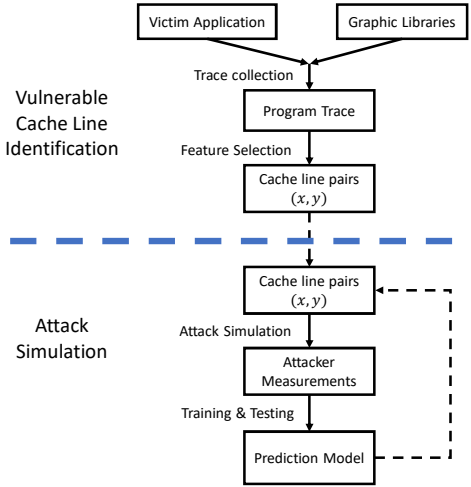 Victim Application
Graphic Libraries
Trace collection
Vulnerable
Cache Line
Identification
Program Trace
Feature Selection
Cache line pairs
(x, y)
Cache line pairs
(x, y)
Attack
Simulation
Attack Simulation
Attacker
Measurements
Training & Testing
Prediction Model